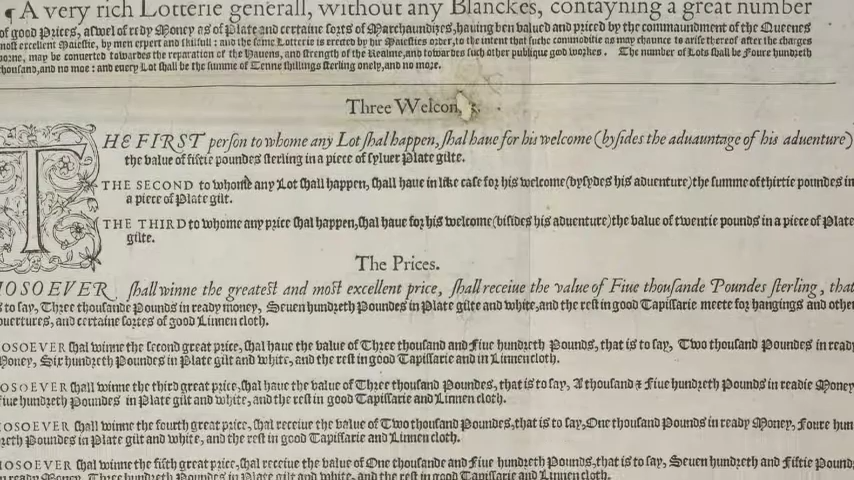 ¶ A very rich Lotterie generall, without any Blanckes, contayning a great number
of good Prices, aswel of redy Money as of Plate and certaine sortes of Marchaundizes, hauing ben valued and priced by the commaundment of the Queenes
most excellent Maiestie, by men expert and skilfull: and the same Lotterie is erected by hir Maiesties order, to the intent that suche commoditie as may chaunce to arise therof after the charges
borne, may be conuerted towardes the reparation of the Hauens, and strength of the Realme, and towardes such other publique good workes. The number of Lots shall be Foure hundreth
thousand, and no moe: and euery Lot shall be the summe of Tenne shillings sterling onely, and no more.
Three Welcom s.
THE FIRST person to whome any Lot shal happen, shal haue for his welcome (bysides the aduauntage of his aduenture)
the value of fiftie poundes sterling in a piece of syluer Plate gilte.
THE SECOND to whome any Lot shall happen, shall haue in like case for his welcome (bysydes his aduenture) the summe of thirtie poundes in
a piece of Plate gilt.
THE THIRD to whome any price shal happen, shal haue for his welcome (bisides his aduenture) the value of twentie pounds in a piece of Plate
gilte.
The Prices.
HOSOEVER shall winne the greatest and most excellent price, shall receiue the value of Fiue thousande Poundes sterling, that
is to say, Three thousande Poundes in ready money, Seuen hundreth Poundes in Plate gilte and white, and the rest in good Tapissarie meete for hangings and other
couertures, and certaine sortes of good Linnen cloth.
HOSOEVER shal winne the second great price, shal haue the value of Three thousand and Fiue hundreth Poundes, that is to say, Two thousand Poundes in ready
Money, Six hundreth Poundes in Plate gilt and white, and the rest in good Tapissarie and in Linnen cloth.
HOSOEVER shall winne the third great price, shal haue the value of Three thousand Poundes, that is to say, A thousand & Fiue hundreth Pounds in readie Money
Fiue hundreth Poundes in Plate gilt and white, and the rest in good Tapissarie and Linnen cloth.
HOSOEVER shall winne the fourth great price, shal receiue the value of Two thousand Poundes, that is to say, One thousand Pounds in ready Money, Foure hun
dreth Poundes in Plate gilt and white, and the rest in good Tapissarie and Linnen cloth.
HOSOEVER shal winne the fifth great price, shal receiue the value of One thousande and Fiue hundreth Pounds, that is to say, Seuen hundreth and Fiftie Pound
in ready Money, Three hundreth Poundes in Plate gilt and white, and the rest in good Tapissarie and Linnen cloth.